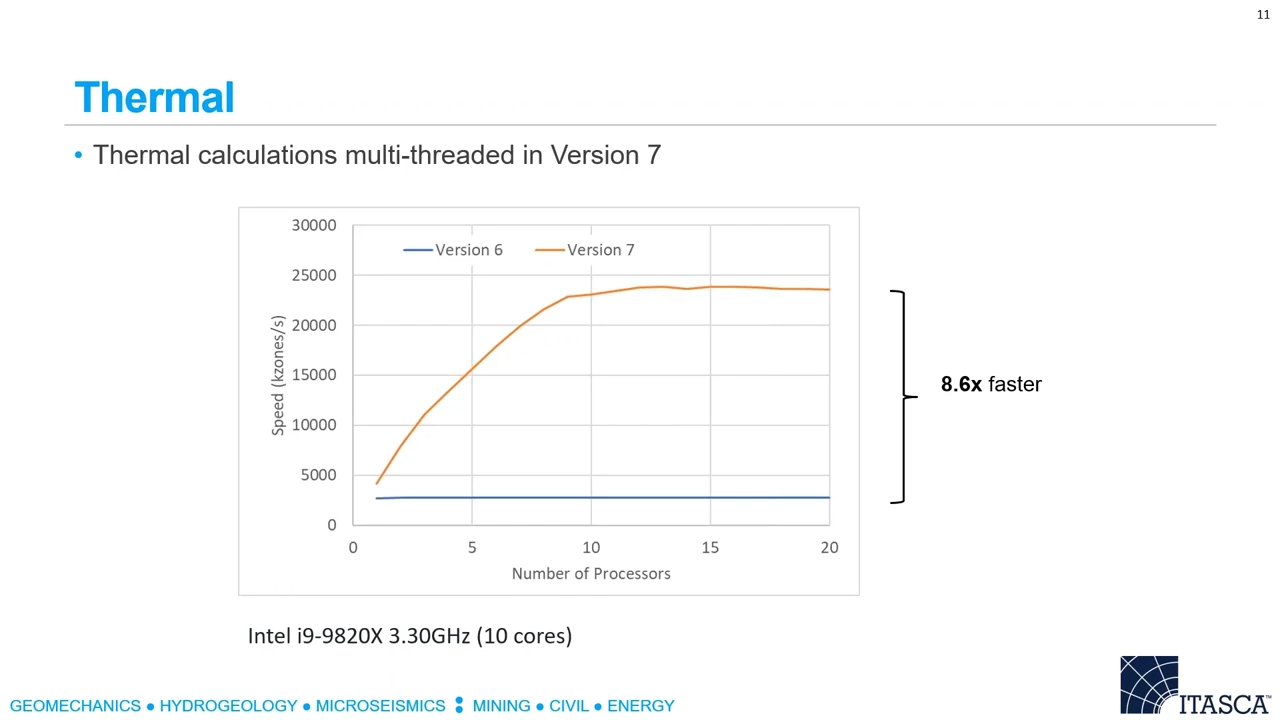 11
Thermal
• Thermal calculations multi-threaded in Version 7
30000
25000
20000
15000
10000
5000
0
Speed (kzones/s)
Version 6 Version 7
0 5 10 15 20
Number of Processors
8.6x faster
Intel i9-9820X 3.30GHz (10 cores)
GEOMECHANICS ● HYDROGEOLOGY ● MICROSEISMICS : MINING ● CIVIL ● ENERGY
ITASCA™